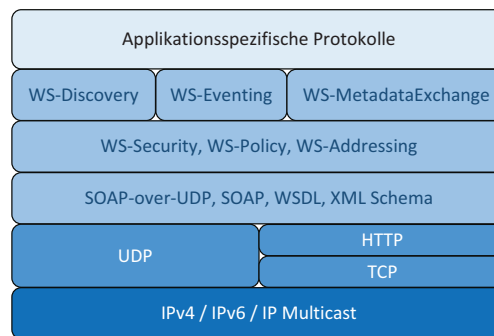 Applikationsspezifische Protokolle
WS-Discovery
WS-Eventing
WS-MetadataExchange
WS-Security, WS-Policy, WS-Addressing
SOAP-over-UDP, SOAP, WSDL, XML Schema
UDP
HTTP
TCP
IPv4 / IPv6 / IP Multicast